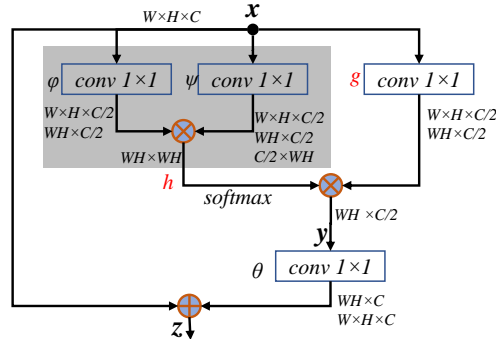 x
W×H×C
φ
conv 1×1
ψ
conv 1×1
g
conv 1×1
W×H×C/2
WH×C/2
W×H×C/2
WH×C/2
C/2×WH
W×H×C/2
WH×C/2
WH×WH
h
softmax
WH ×C/2
y
θ
conv 1×1
WH×C
W×H×C
z